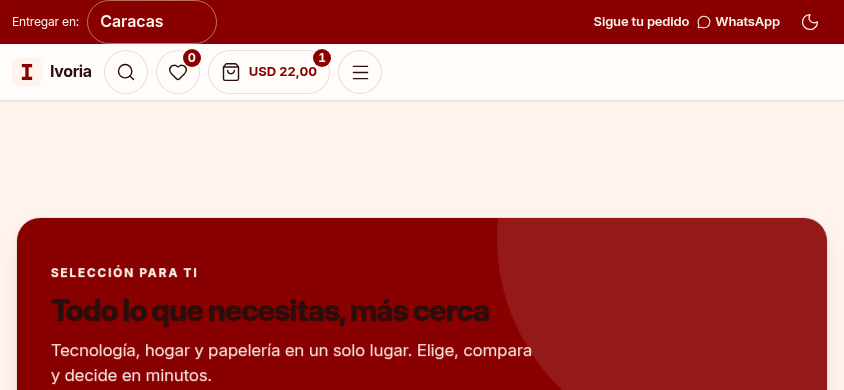 Entregar en:
Caracas
Sigue tu pedido
WhatsApp
I
Ivoria
0
USD 22,00
1
SELECCIÓN PARA TI
Todo lo que necesitas, más cerca
Tecnología, hogar y papelería en un solo lugar. Elige, compara
y decide en minutos.